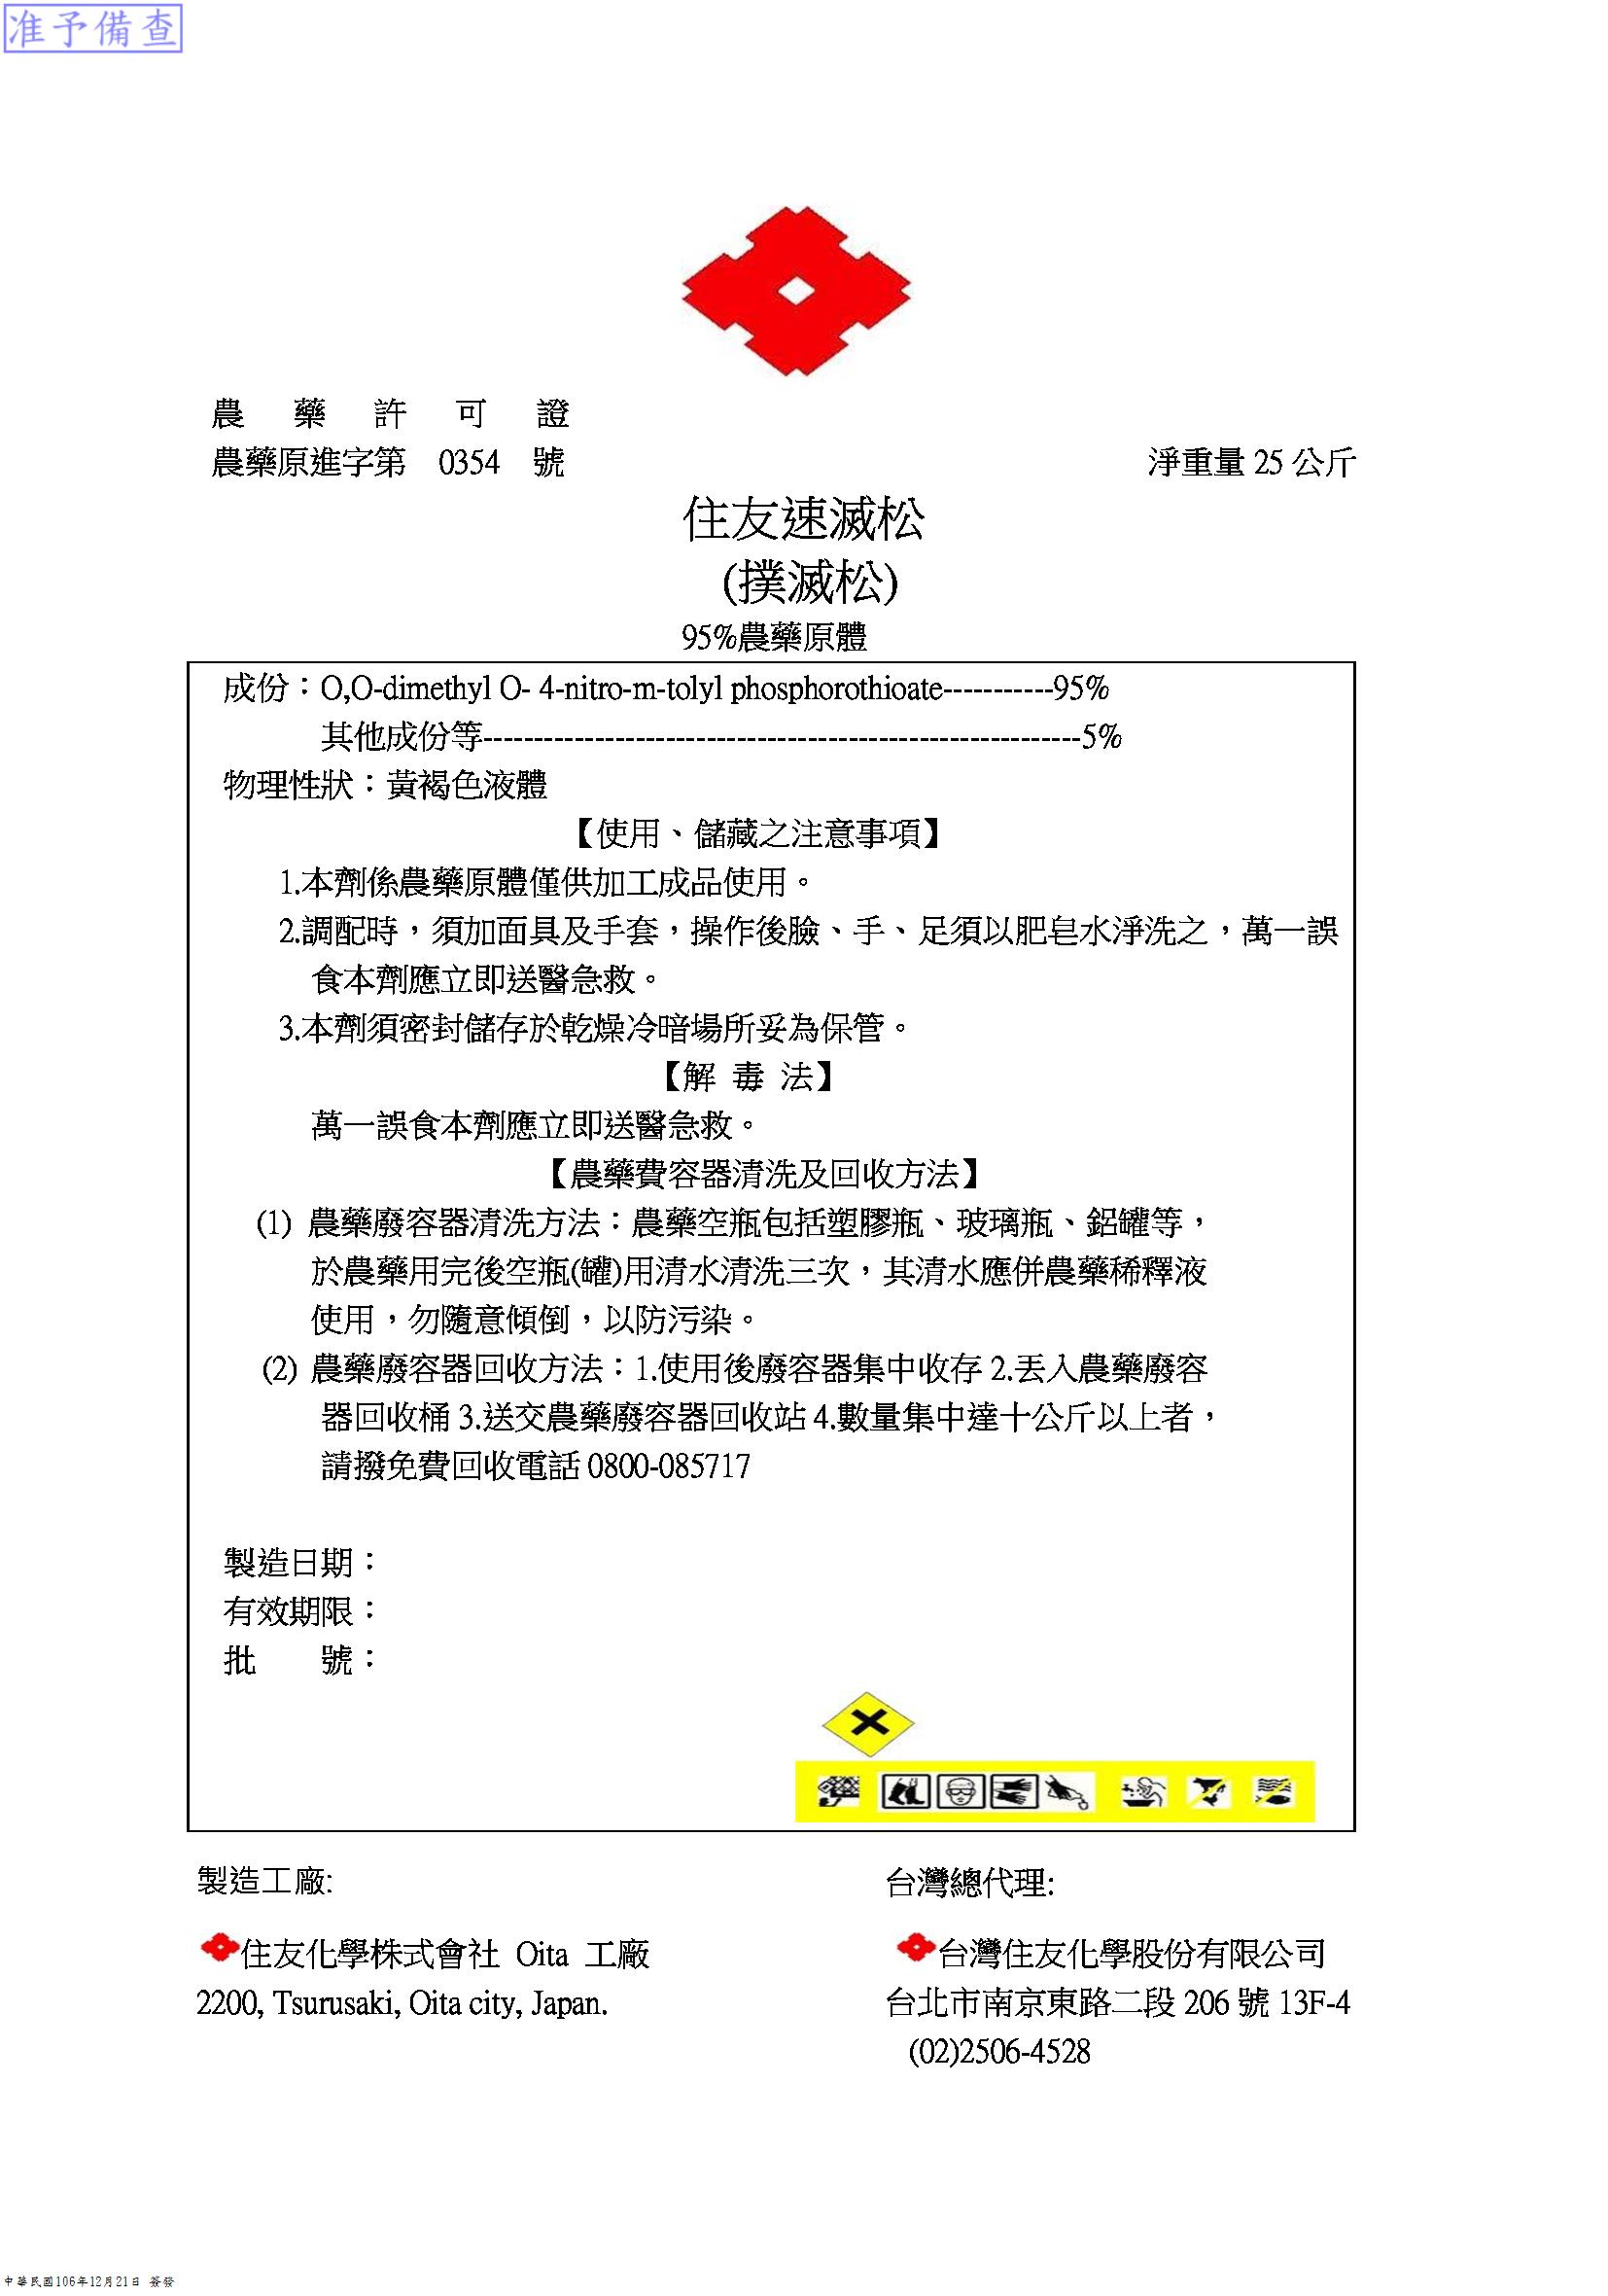 准予備查
農 藥 許 可 證
農藥原進字第 0354 號 淨重量 25 公斤
住友速滅松
(撲滅松)
95%農藥原體
成份：O,O-dimethyl O- 4-nitro-m-tolyl phosphorothioate-----------95%
其他成份等------------------------------------------------------------5%
物理性狀：黃褐色液體
【使用、儲藏之注意事項】
1.本劑係農藥原體僅供加工成品使用。
2.調配時，須加面具及手套，操作後臉、手、足須以肥皂水淨洗之，萬一誤
食本劑應立即送醫急救。
3.本劑須密封儲存於乾燥冷暗場所妥為保管。
【解 毒 法】
萬一誤食本劑應立即送醫急救。
【農藥費容器清洗及回收方法】
(1) 農藥廢容器清洗方法：農藥空瓶包括塑膠瓶、玻璃瓶、鋁罐等，
於農藥用完後空瓶(罐)用清水清洗三次，其清水應併農藥稀釋液
使用，勿隨意傾倒，以防污染。
(2) 農藥廢容器回收方法：1.使用後廢容器集中收存 2.丟入農藥廢容
器回收桶 3.送交農藥廢容器回收站 4.數量集中達十公斤以上者，
請撥免費回收電話 0800-085717
製造日期：
有效期限：
批 號：
製造工廠:
住友化學株式會社 Oita 工廠
2200, Tsurusaki, Oita city, Japan.
台灣總代理:
台灣住友化學股份有限公司
台北市南京東路二段 206 號 13F-4
(02)2506-4528
中華民國106年12月21日 簽發